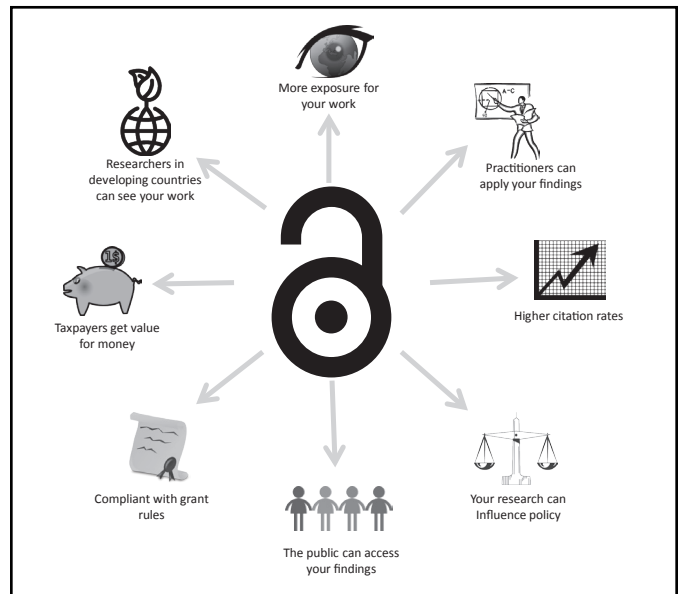 More exposure for
your work
A-C
Practitioners can
apply your findings
Higher citation rates
Your research can
Influence policy
The public can access
your findings
Compliant with grant
rules
1$
Taxpayers get value
for money
Researchers in
developing countries
can see your work